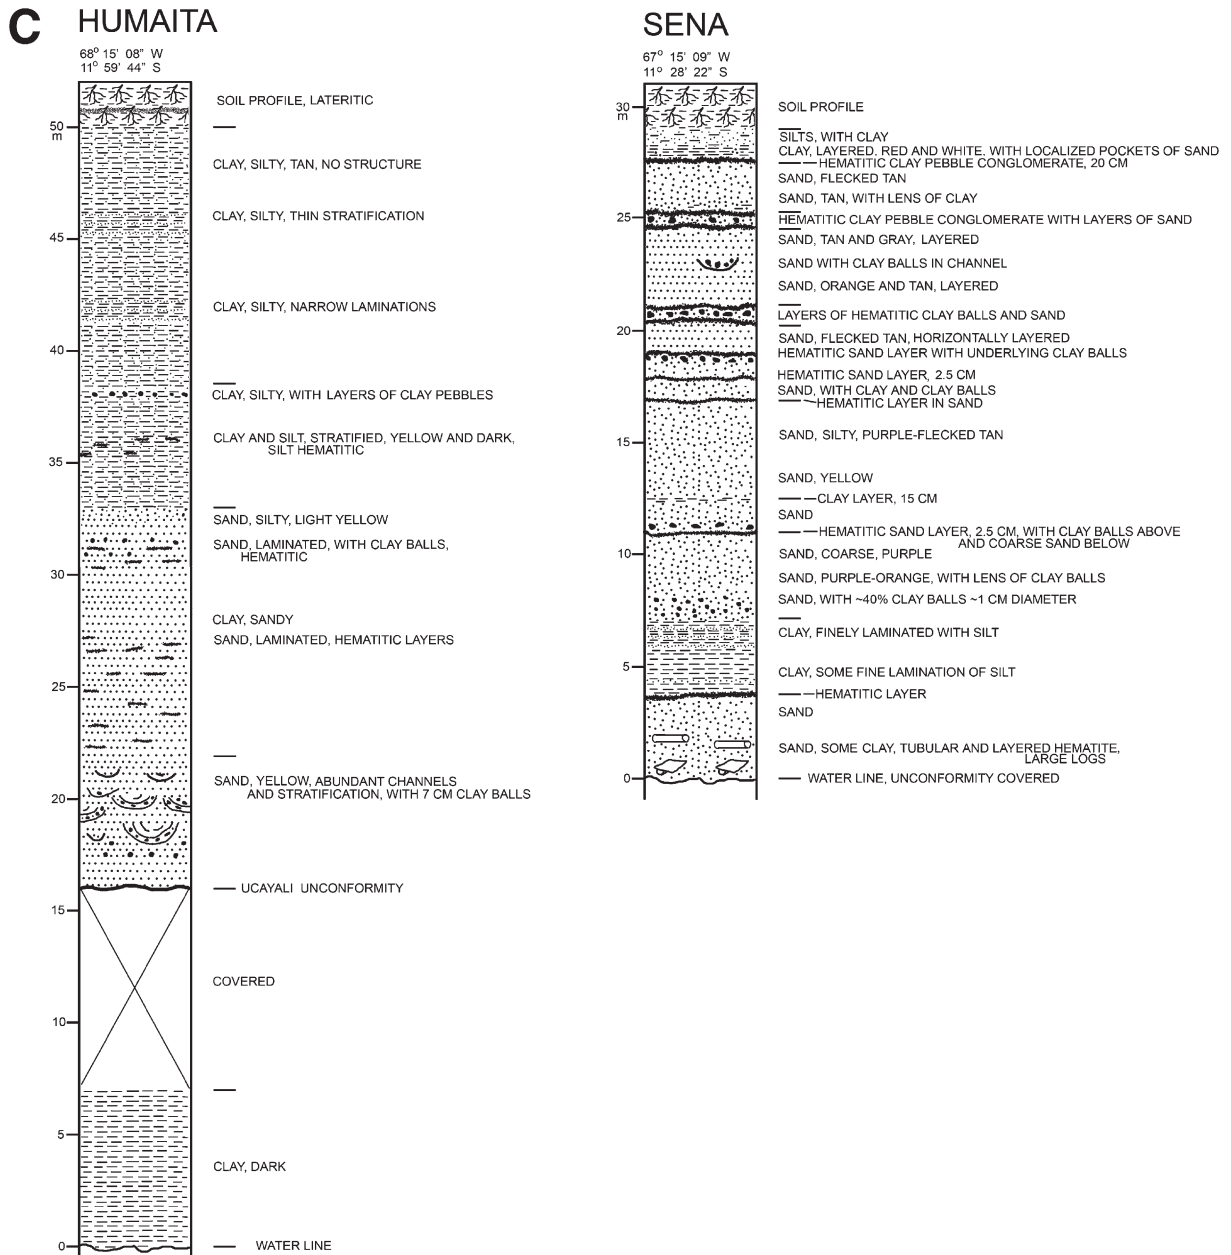 C
HUMAITA
68° 15' 08" W
11° 59' 44" S
SOIL PROFILE, LATERITIC
50
m
CLAY, SILTY, TAN, NO STRUCTURE
CLAY, SILTY, THIN STRATIFICATION
45
CLAY, SILTY, NARROW LAMINATIONS
40
CLAY, SILTY, WITH LAYERS OF CLAY PEBBLES
CLAY AND SILT, STRATIFIED, YELLOW AND DARK,
SILT HEMATITIC
35
SAND, SILTY, LIGHT YELLOW
SAND, LAMINATED, WITH CLAY BALLS,
HEMATITIC
30
CLAY, SANDY
SAND, LAMINATED, HEMATITIC LAYERS
25
SAND, YELLOW, ABUNDANT CHANNELS
AND STRATIFICATION, WITH 7 CM CLAY BALLS
20
UCAYALI UNCONFORMITY
15
COVERED
10
5
CLAY, DARK
0
WATER LINE
SENA
67° 15' 09" W
11° 28' 22" S
30
m
SOIL PROFILE
SILTS, WITH CLAY
CLAY, LAYERED, RED AND WHITE, WITH LOCALIZED POCKETS OF SAND
HEMATITIC CLAY PEBBLE CONGLOMERATE, 20 CM
SAND, FLECKED TAN
SAND, TAN, WITH LENS OF CLAY
25
HEMATITIC CLAY PEBBLE CONGLOMERATE WITH LAYERS OF SAND
SAND, TAN AND GRAY, LAYERED
SAND WITH CLAY BALLS IN CHANNEL
SAND, ORANGE AND TAN, LAYERED
LAYERS OF HEMATITIC CLAY BALLS AND SAND
20
SAND, FLECKED TAN, HORIZONTALLY LAYERED
HEMATITIC SAND LAYER WITH UNDERLYING CLAY BALLS
HEMATITIC SAND LAYER, 2.5 CM
SAND, WITH CLAY AND CLAY BALLS
HEMATITIC LAYER IN SAND
15
SAND, SILTY, PURPLE-FLECKED TAN
SAND, YELLOW
CLAY LAYER, 15 CM
SAND
HEMATITIC SAND LAYER, 2.5 CM, WITH CLAY BALLS ABOVE
AND COARSE SAND BELOW
10
SAND, COARSE, PURPLE
SAND, PURPLE-ORANGE, WITH LENS OF CLAY BALLS
SAND, WITH ~40% CLAY BALLS ~1 CM DIAMETER
CLAY, FINELY LAMINATED WITH SILT
5
CLAY, SOME FINE LAMINATION OF SILT
HEMATITIC LAYER
SAND
SAND, SOME CLAY, TUBULAR AND LAYERED HEMATITE,
LARGE LOGS
0
WATER LINE, UNCONFORMITY COVERED